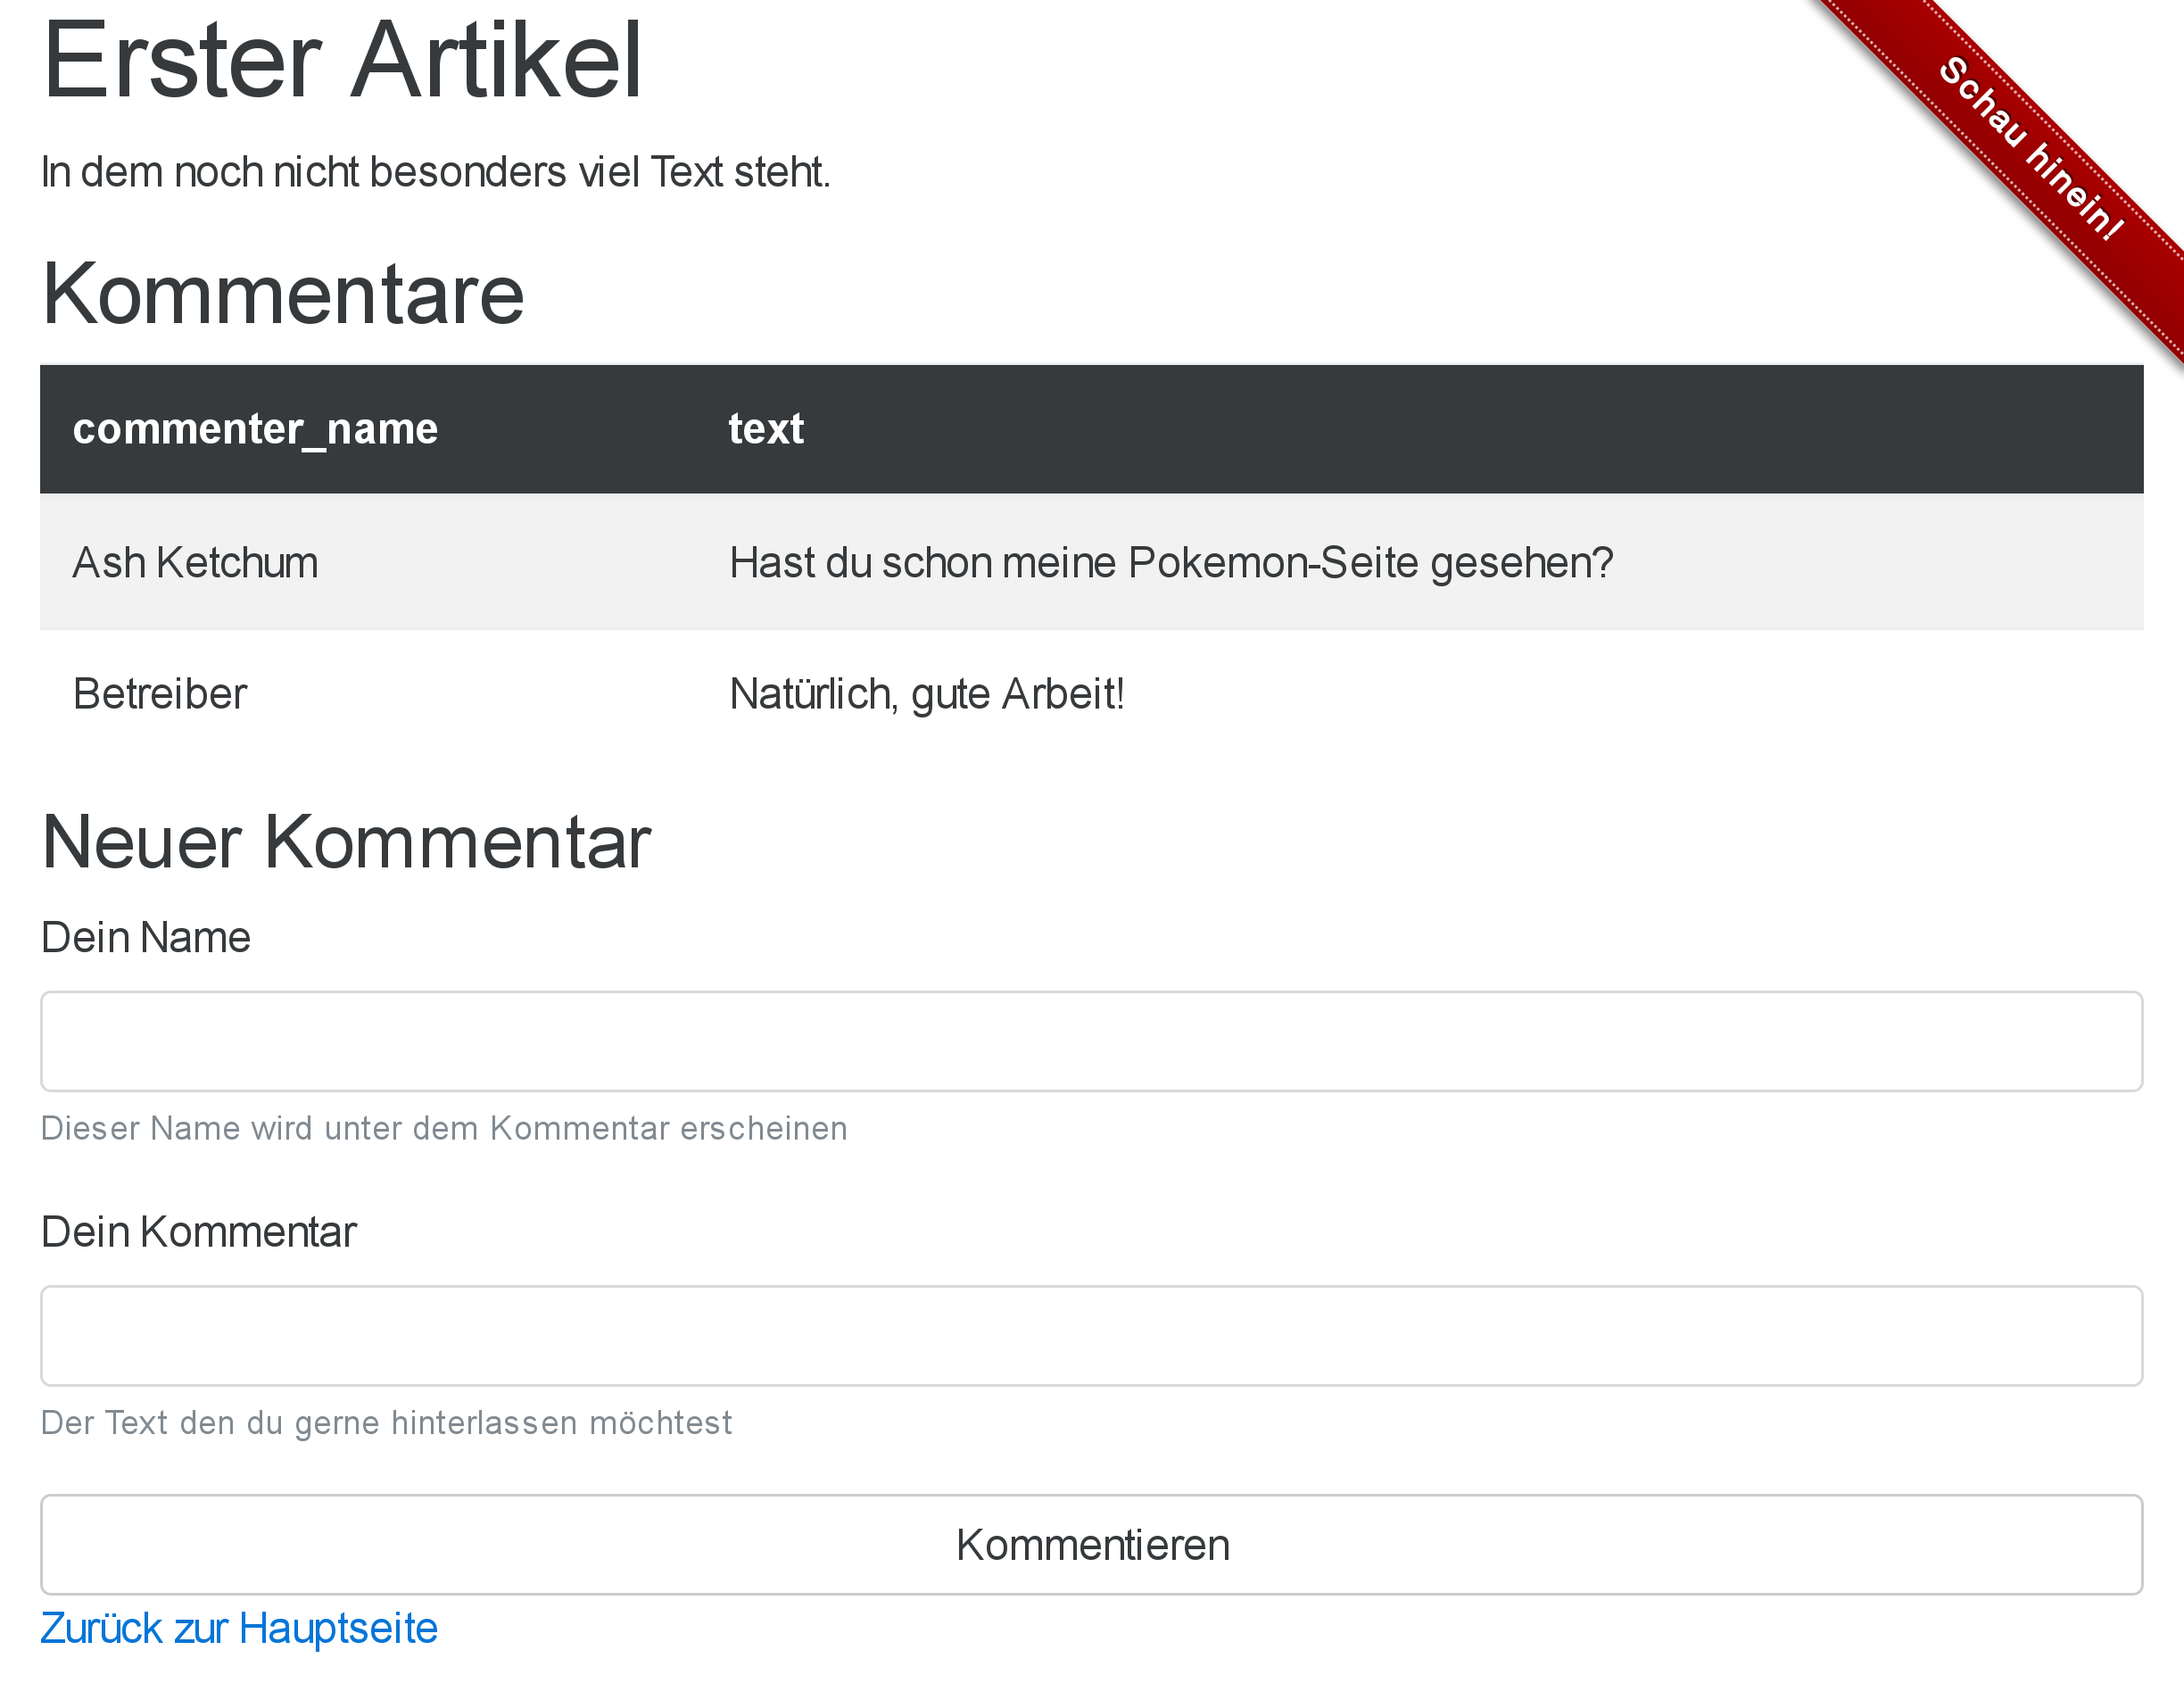 Erster Artikel
Schau hinein!
In dem noch nicht besonders viel Text steht.
Kommentare
commenter_name text
Ash Ketchum Hast du schon meine Pokemon-Seite gesehen?
Betreiber Natürlich, gute Arbeit!
Neuer Kommentar
Dein Name
Dieser Name wird unter dem Kommentar erscheinen
Dein Kommentar
Der Text den du gerne hinterlassen möchtest
Kommentieren
Zurück zur Hauptseite